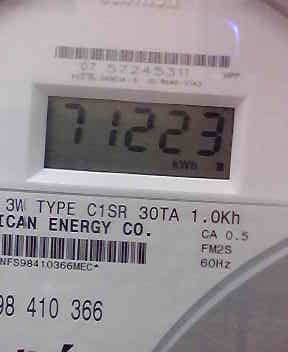 07 57245311
71223
kWh
3W TYPE C1SR 30TA 1.0Kh
ICAN ENERGY CO.
CA 0.5
FM2S
60Hz
NFS98410366MEC*
98 410 366